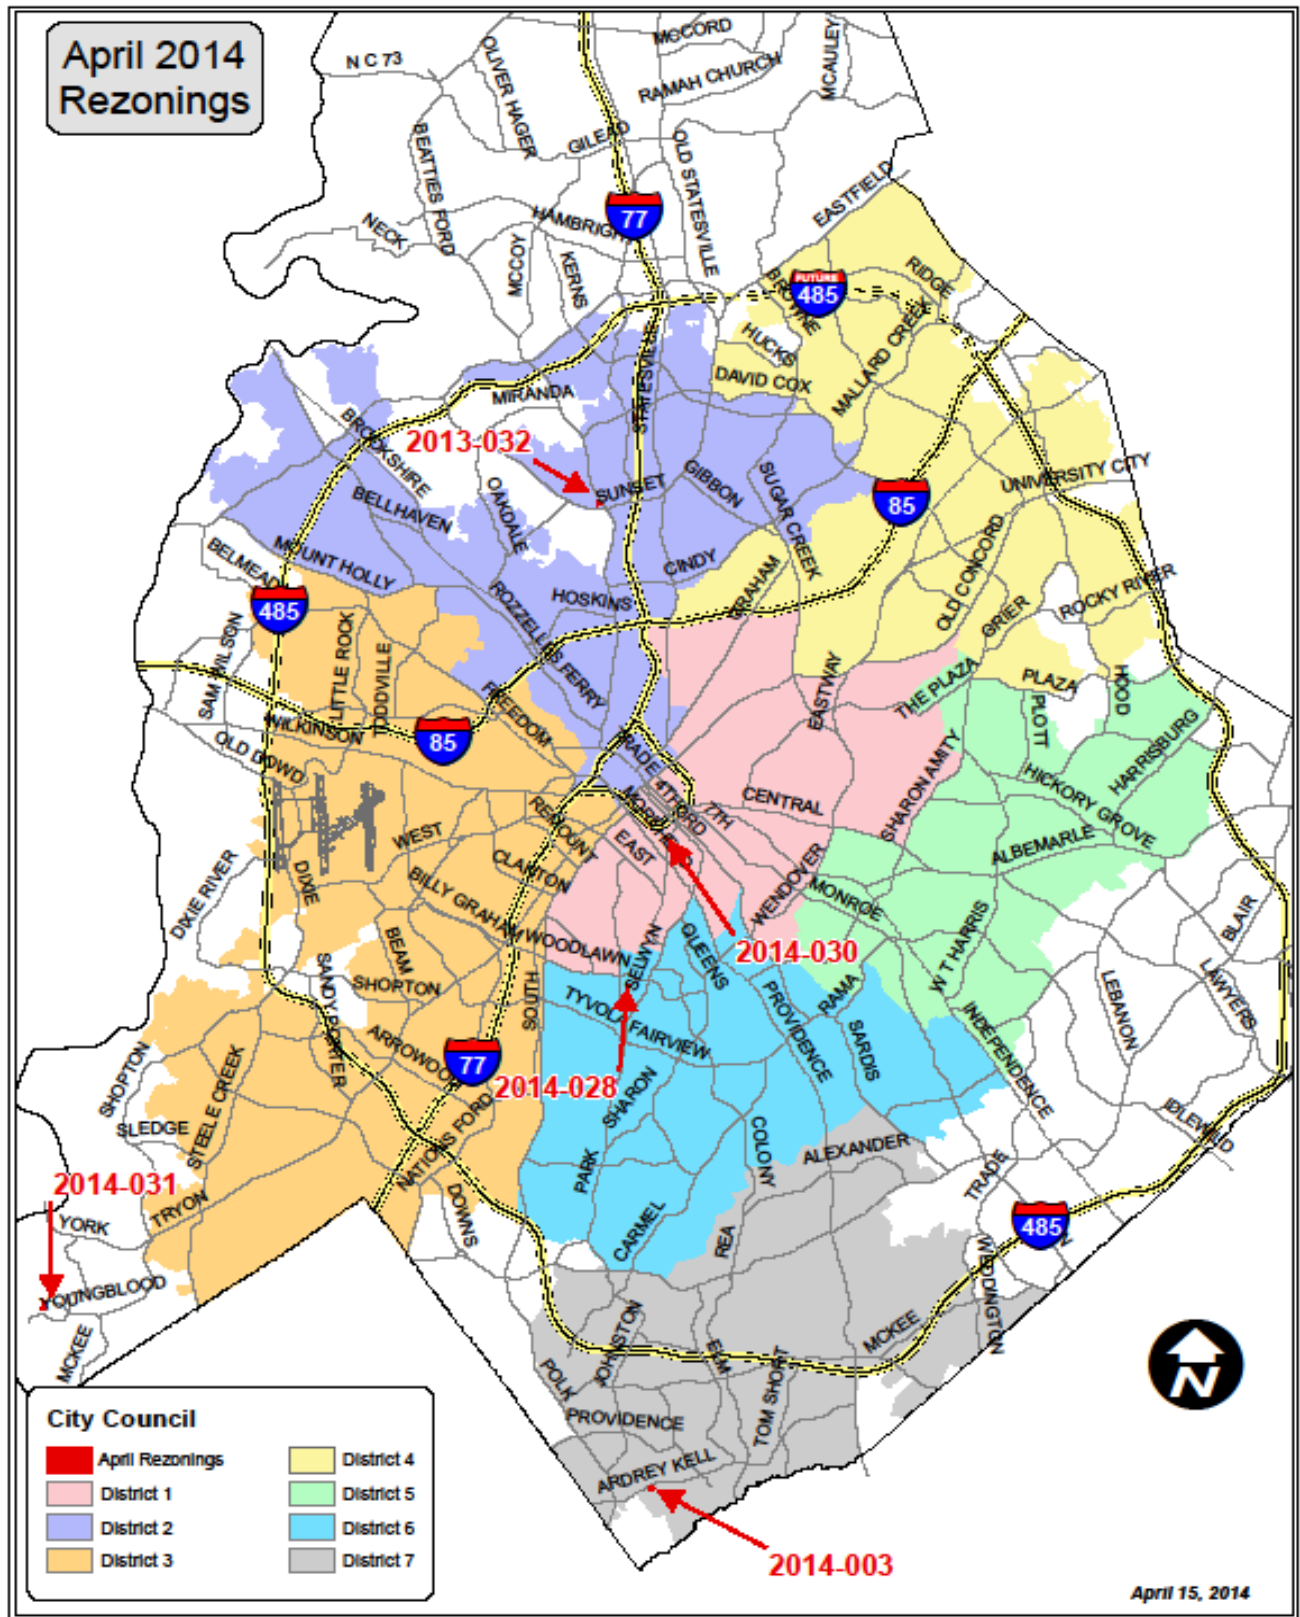 April 2014
Rezonings
N C 73
OLIVER HAGER
MCCORD
RAMAH CHURCH
MCAULEY
BEATTIES FORD
GILEAD
OLD STATESVILLE
EASTFIELD
77
NECK
HAMBRIGHT
MCCOY
KERNS
BROWNE
FUTURE
485
RIDGE
HUCKS
MALLARD CREEK
DAVID COX
STATESVILLE
MIRANDA
BROOKSHIRE
2013-032
SUNSET
GIBBON
SUGAR CREEK
85
UNIVERSITY CITY
BELLHAVEN
OAKDALE
BELMEADE
MOUNT HOLLY
CINDY
GRAHAM
OLD CONCORD
485
HOSKINS
ROZZELLES FERRY
GRIER
ROCKY RIVER
SAM WILSON
LITTLE ROCK
TODDVILLE
FREEDOM
EASTWAY
THE PLAZA
PLAZA
PLOTT
HOOD
WILKINSON
85
OLD DOWD
TRADE
HARRISBURG
SHARON AMITY
HICKORY GROVE
4TH
7TH
CENTRAL
REMOUNT
EAST
WEST
ALBEMARLE
CLANTON
WENDOVER
DIXIE RIVER
DIXIE
BILLY GRAHAM
MONROE
BLAIR
BEAM
WOODLAWN
SELWYN
QUEENS
2014-030
W T HARRIS
LAWYERS
LEBANON
SANDY PORTER
SHOPTON
SOUTH
TYVOLA
FAIRVIEW
PROVIDENCE
RAMA
SARDIS
INDEPENDENCE
ARROWOOD
77
2014-028
SHARON
SHOPTON
STEELE CREEK
SLEDGE
NATIONS FORD
COLONY
ALEXANDER
IDLEWILD
2014-031
PARK
TRADE
YORK
TRYON
DOWNS
CARMEL
REA
485
WEDDINGTON
YOUNGBLOOD
MCKEE
JOHNSTON
ELM
MCKEE
POLK
TOM SHORT
PROVIDENCE
ARDREY KELL
N
2014-003
City Council
April Rezonings
District 1
District 2
District 3
District 4
District 5
District 6
District 7
April 15, 2014